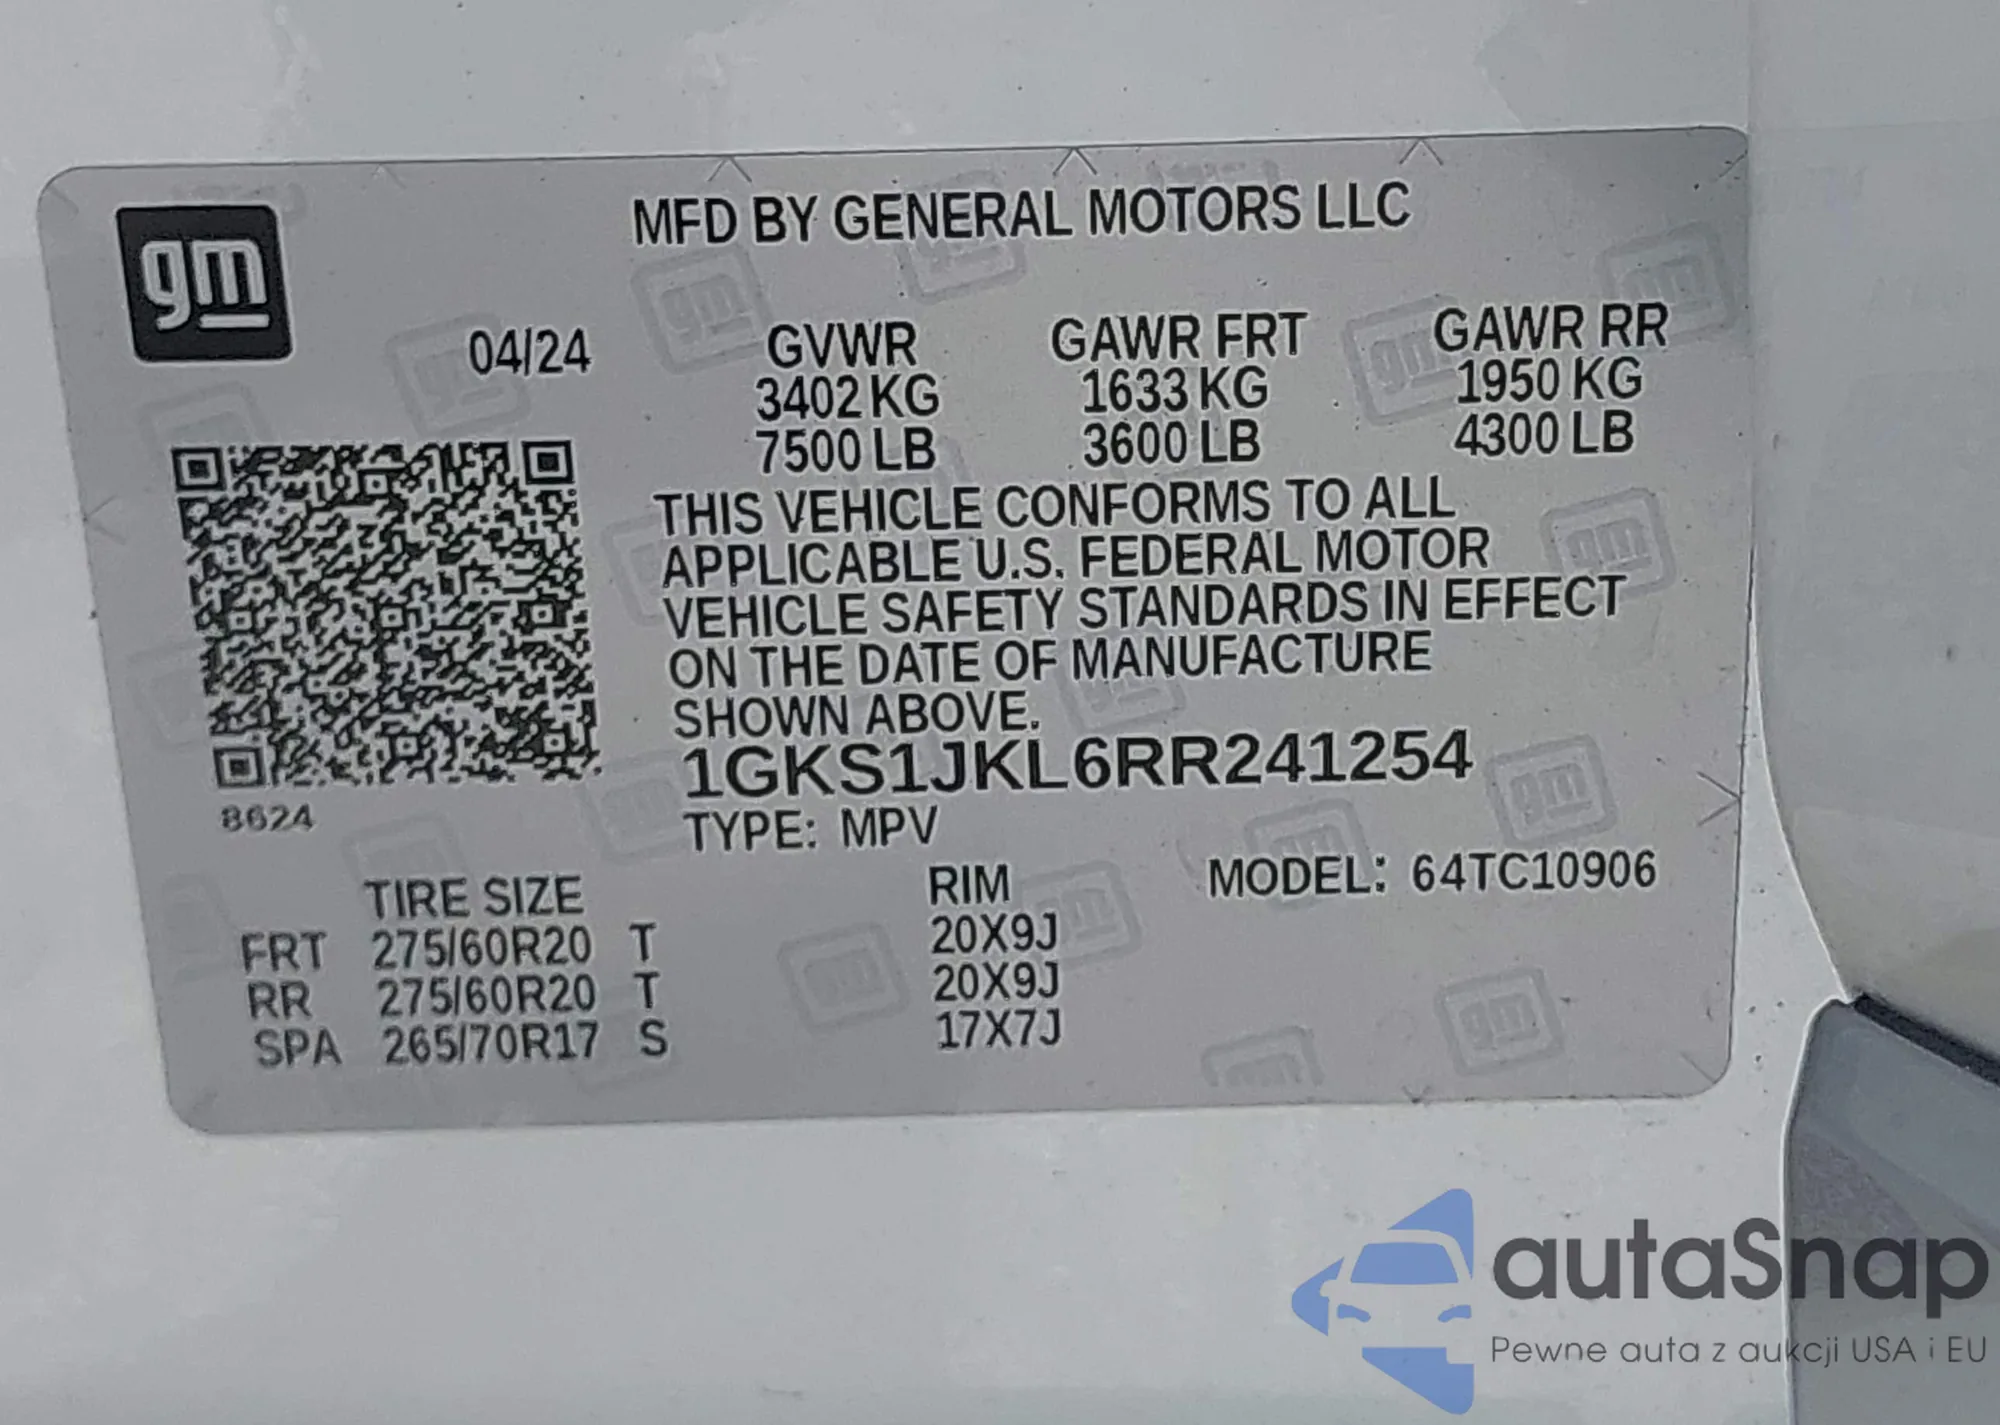 gm
MFD BY GENERAL MOTORS LLC
04/24 GVWR GAWR FRT GAWR RR
3402 KG 1633 KG 1950 KG
7500 LB 3600 LB 4300 LB
THIS VEHICLE CONFORMS TO ALL
APPLICABLE U.S. FEDERAL MOTOR
VEHICLE SAFETY STANDARDS IN EFFECT
ON THE DATE OF MANUFACTURE
SHOWN ABOVE.
1GKS1JKL6RR241254
8624
TYPE: MPV
MODEL: 64TC10906
TIRE SIZE RIM
FRT 275/60R20 T 20X9J
RR 275/60R20 T 20X9J
SPA 265/70R17 S 17X7J
autaSnap
Pewne auta z aukcji USA i EU